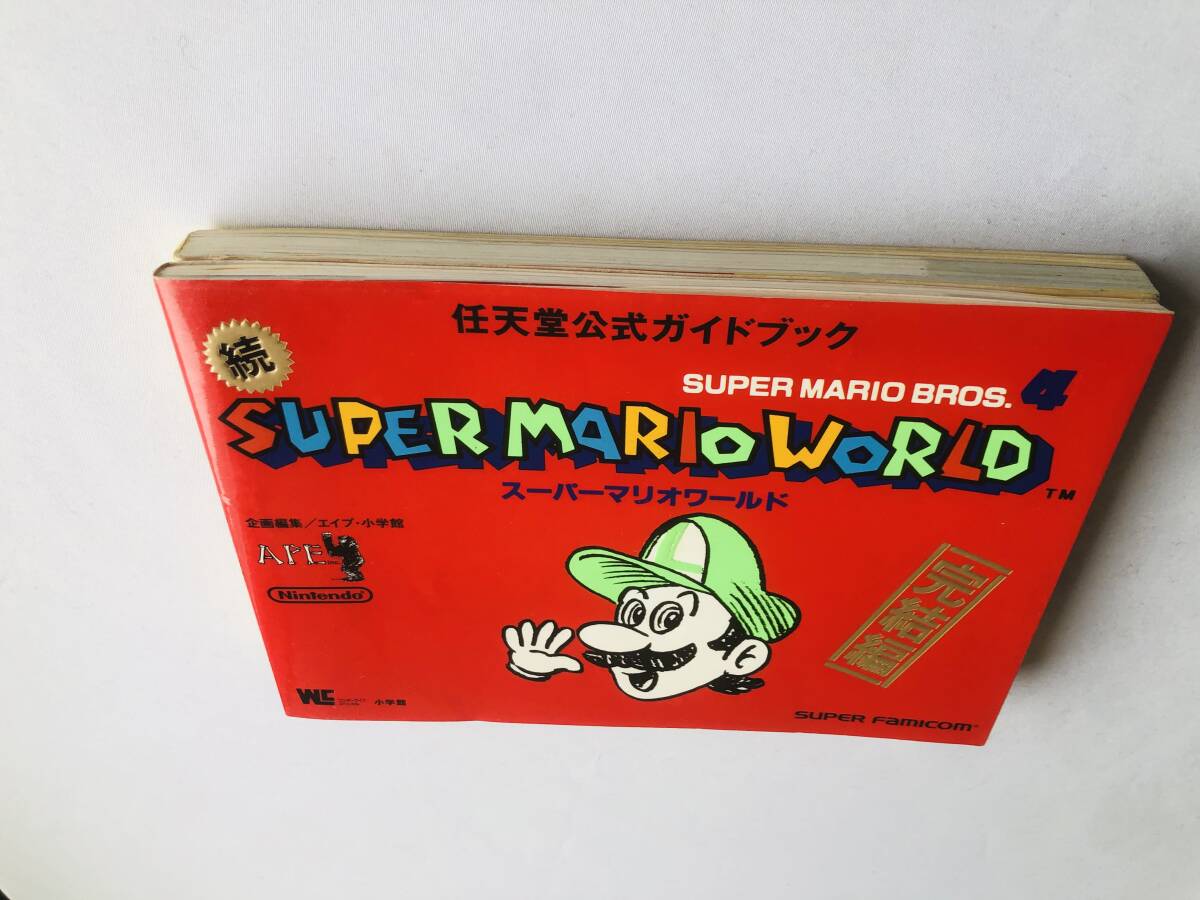 任天堂公式ガイドブック
続
SUPER MARIO BROS. 4
SUPER MARIO WORLD TM
スーパーマリオワールド
企画編集/エイプ・小学館
APE INC.
Nintendo
完結編
小学館
SUPER FAMICOM